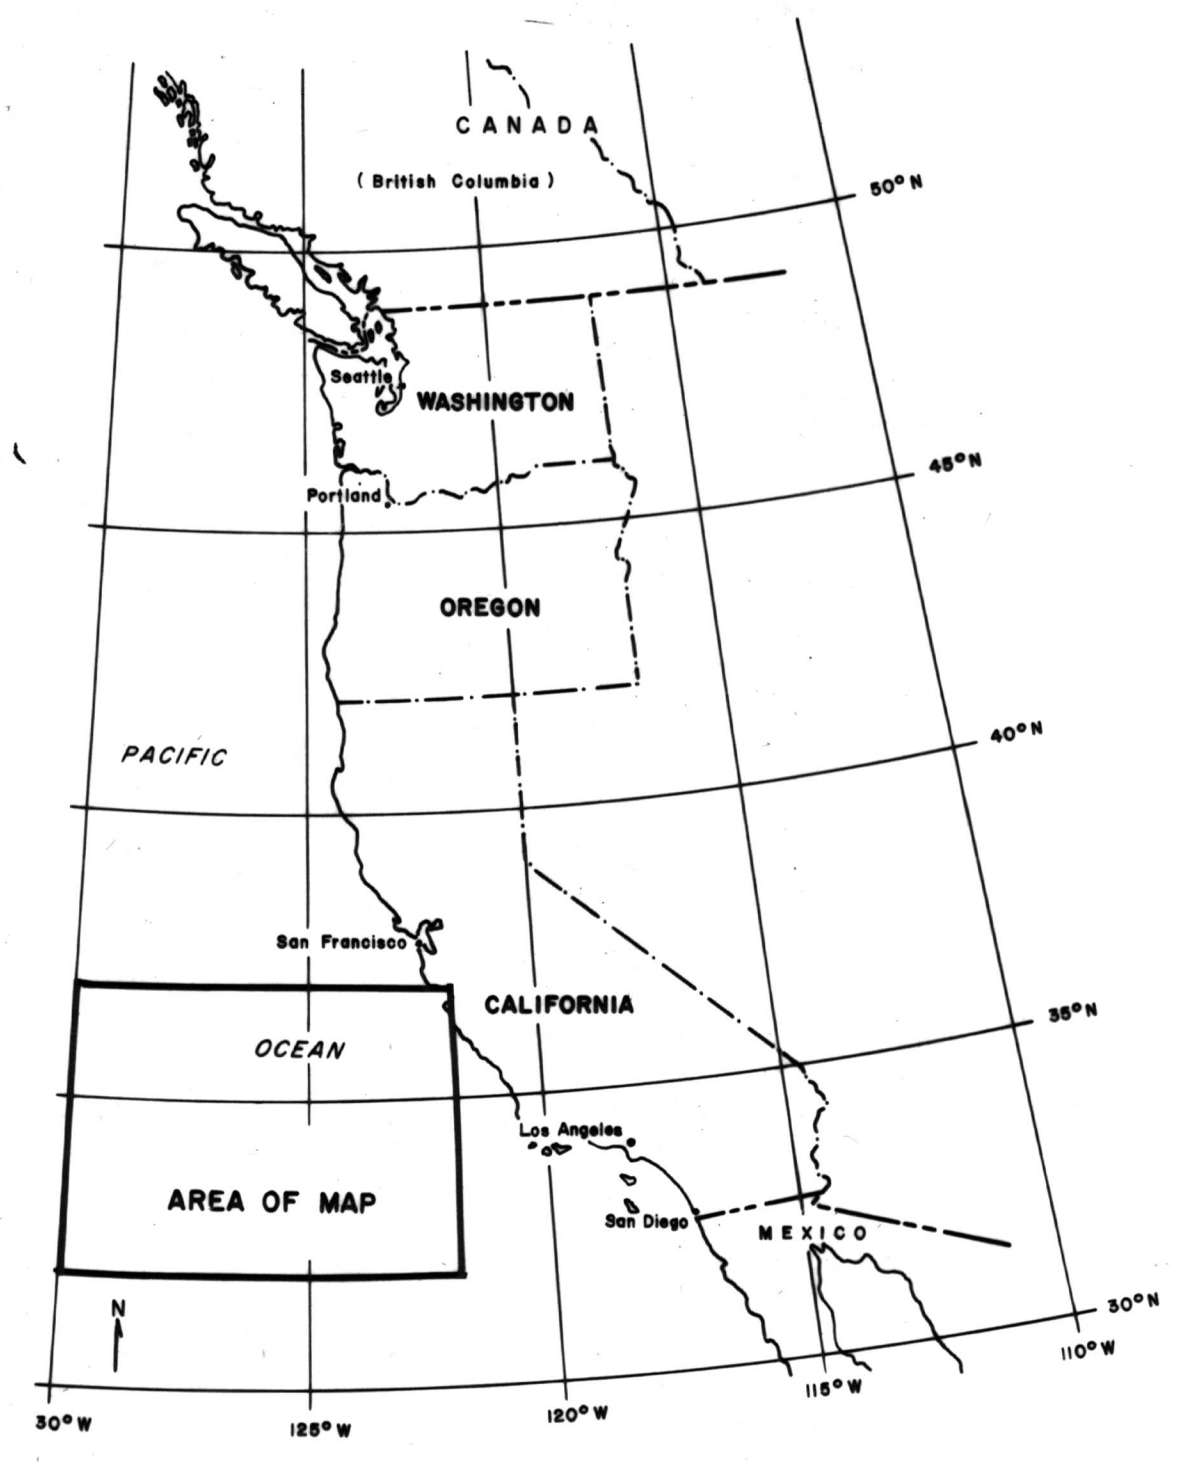 CANADA
(British Columbia)
50°N
Seattle
WASHINGTON
45°N
Portland
OREGON
PACIFIC
40°N
San Francisco
CALIFORNIA
35°N
OCEAN
Los Angeles
AREA OF MAP
San Diego
MEXICO
N
30°N
110°W
115°W
120°W
30°W
125°W